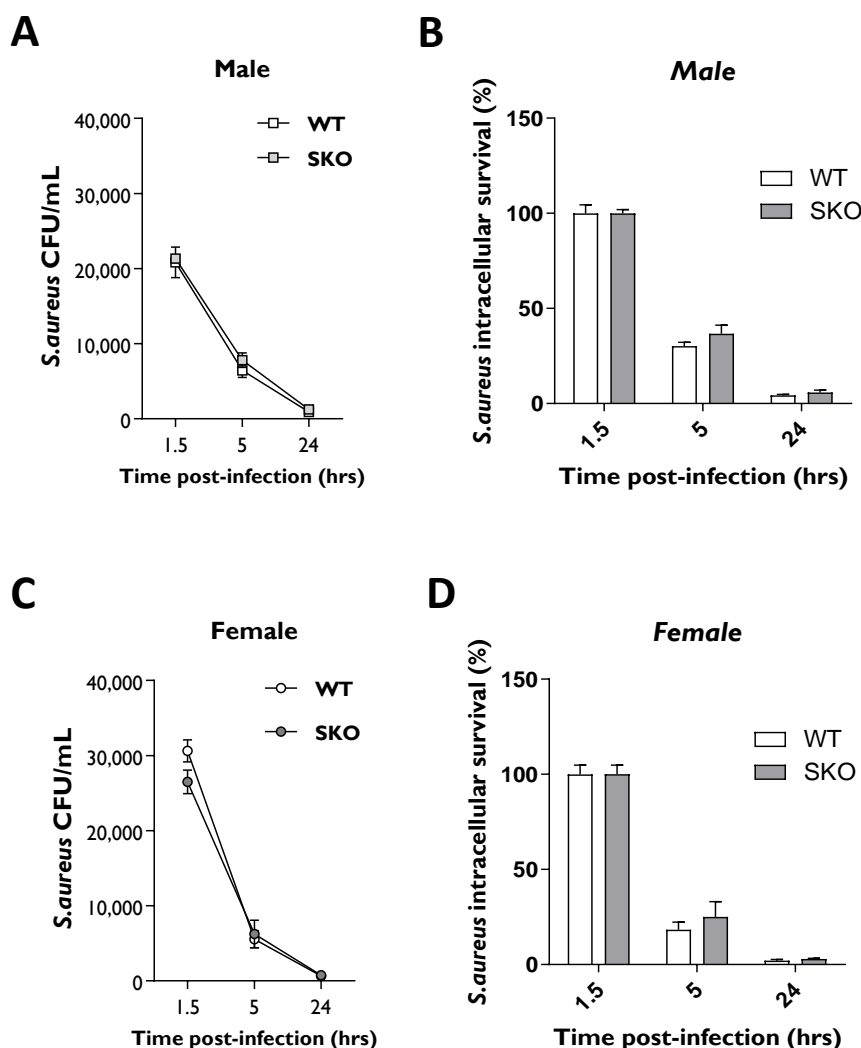 A
Male
40,000
30,000
20,000
10,000
0
S.aureus CFU/mL
WT
SKO
1.5
5
24
Time post-infection (hrs)
B
Male
150
100
50
0
S.aureus intracellular survival (%)
WT
SKO
1.5
5
24
Time post-infection (hrs)
C
Female
40,000
30,000
20,000
10,000
0
S.aureus CFU/mL
WT
SKO
1.5
5
24
Time post-infection (hrs)
D
Female
150
100
50
0
S.aureus intracellular survival (%)
WT
SKO
1.5
5
24
Time post-infection (hrs)